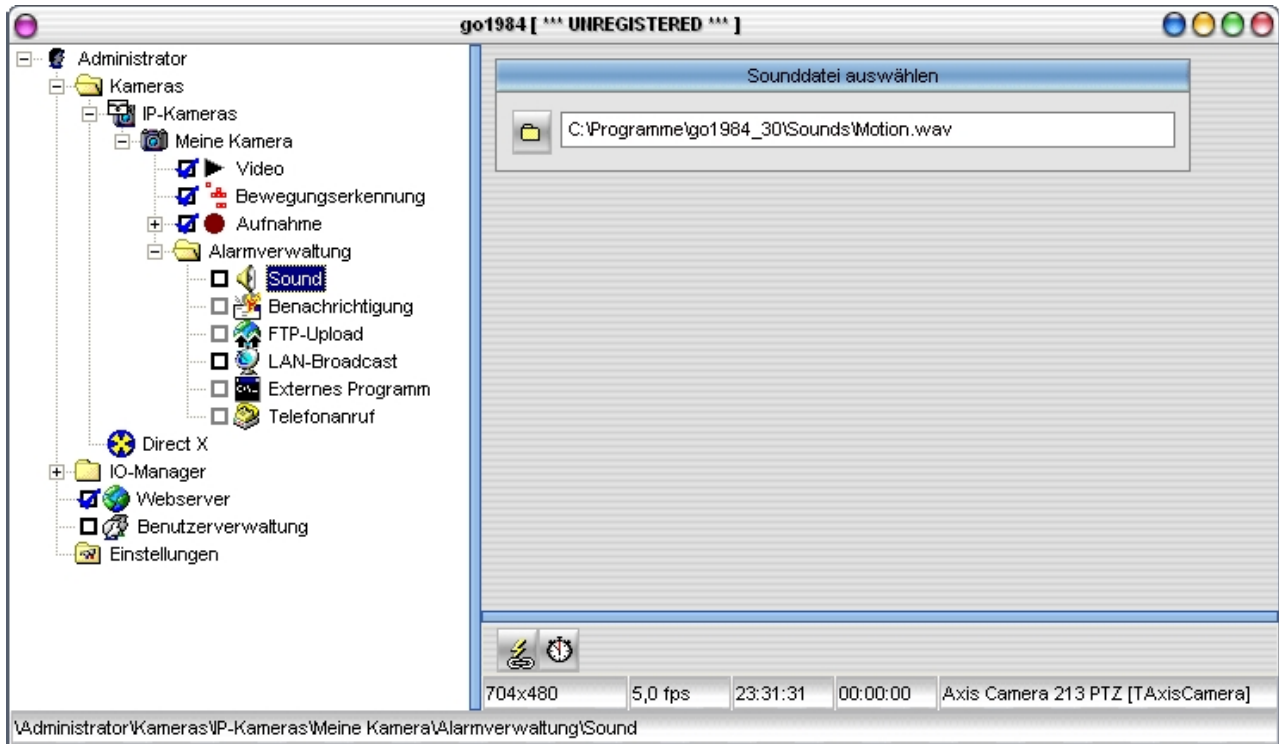 go1984 [ *** UNREGISTERED *** ]
Administrator
Kameras
IP-Kameras
Meine Kamera
Video
Bewegungserkennung
Aufnahme
Alarmverwaltung
Sound
Benachrichtigung
FTP-Upload
LAN-Broadcast
Externes Programm
Telefonanruf
Direct X
IO-Manager
Webserver
Benutzerverwaltung
Einstellungen
Sounddatei auswählen
C:\Programme\go1984_30\Sounds\Motion.wav
704x480 5,0 fps 23:31:31 00:00:00 Axis Camera 213 PTZ [TAxisCamera]
\Administrator\Kameras\IP-Kameras\Meine Kamera\Alarmverwaltung\Sound